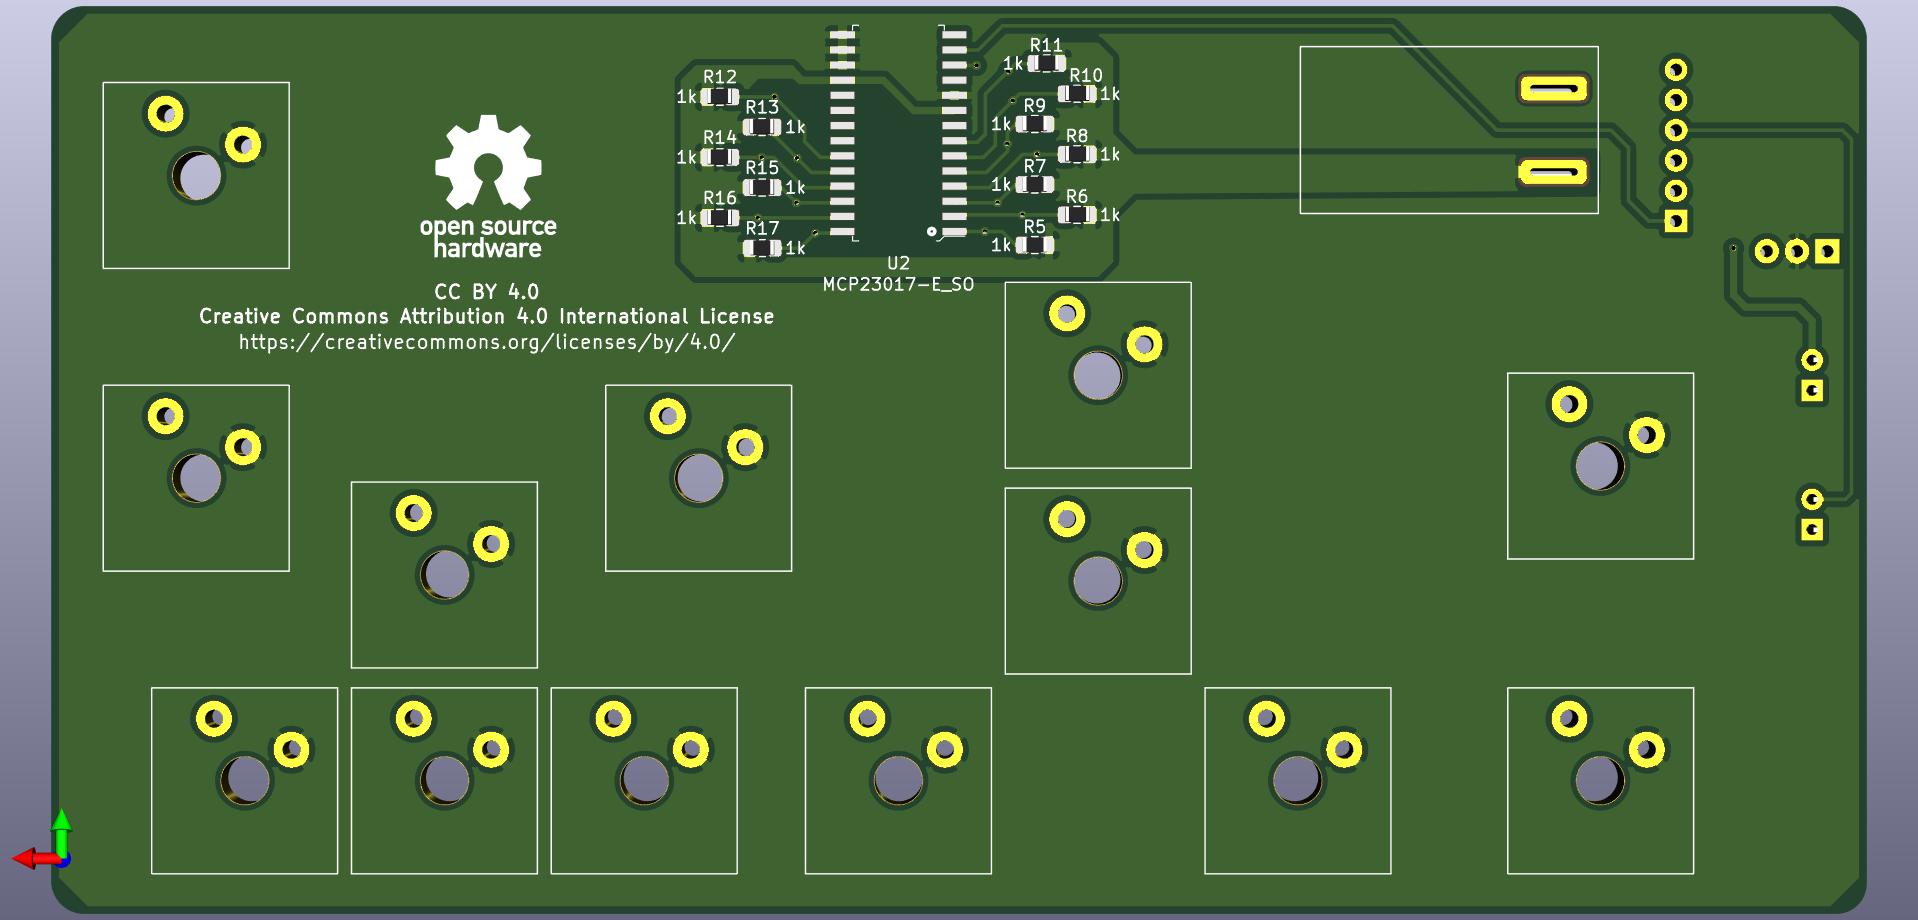 R11
1k
R12
1k
R10
1k
R13
1k
R9
1k
R14
1k
R8
1k
R15
1k
R7
1k
R16
1k
R6
1k
R17
1k
R5
1k
open source
hardware
U2
MCP23017-E_SO
CC BY 4.0
Creative Commons Attribution 4.0 International License
https://creativecommons.org/licenses/by/4.0/